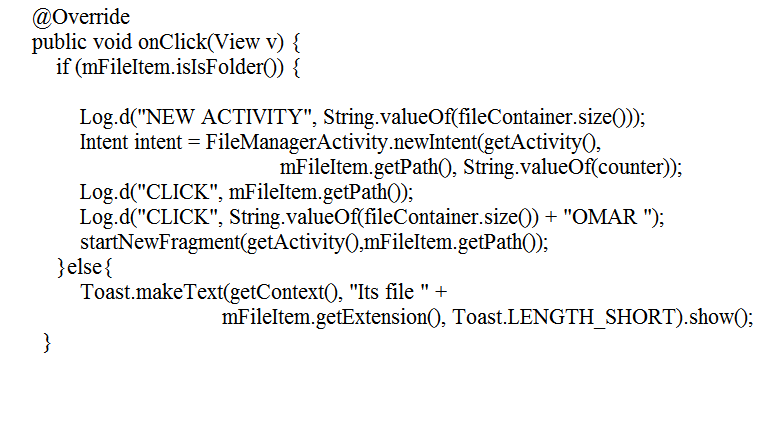 @Override
public void onClick(View v) {
if (mFileItem.isIsFolder()) {
Log.d("NEW ACTIVITY", String.valueOf(fileContainer.size()));
Intent intent = FileManagerActivity.newIntent(getActivity(),
mFileItem.getPath(), String.valueOf(counter));
Log.d("CLICK", mFileItem.getPath());
Log.d("CLICK", String.valueOf(fileContainer.size()) + "OMAR ");
startNewFragment(getActivity(),mFileItem.getPath());
}else{
Toast.makeText(getContext(), "Its file " +
mFileItem.getExtension(), Toast.LENGTH_SHORT).show();
}